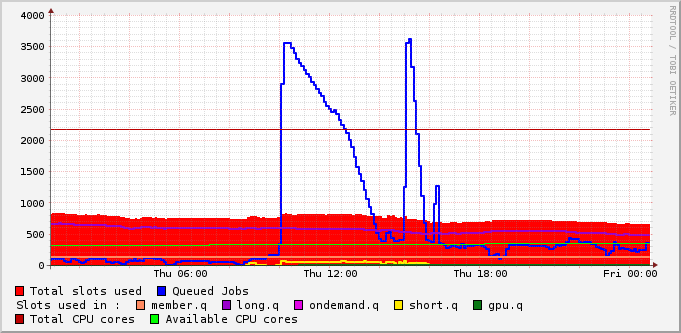 RRDTOOL / TOBI OETIKER
4000
3500
3000
2500
2000
1500
1000
500
0
Thu 06:00 Thu 12:00 Thu 18:00 Fri 00:00
Total slots used Queued Jobs
Slots used in : member.q long.q ondemand.q short.q gpu.q
Total CPU cores Available CPU cores